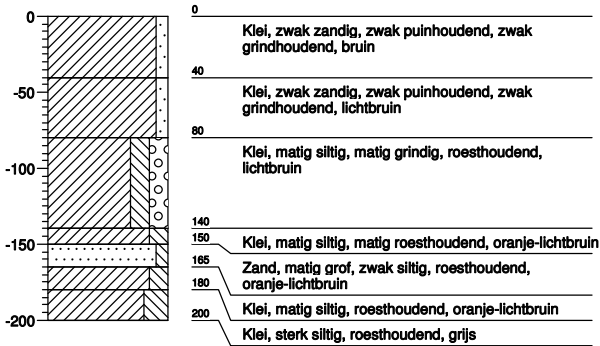 0
0
Klei, zwak zandig, zwak puinhoudend, zwak
grindhoudend, bruin
40
-50
Klei, zwak zandig, zwak puinhoudend, zwak
grindhoudend, lichtbruin
80
Klei, matig siltig, matig grindig, roesthoudend,
lichtbruin
-100
140
150
-150
Klei, matig siltig, matig roesthoudend, oranje-lichtbruin
165
Zand, matig grof, zwak siltig, roesthoudend,
oranje-lichtbruin
180
Klei, matig siltig, roesthoudend, oranje-lichtbruin
200
-200
Klei, sterk siltig, roesthoudend, grijs